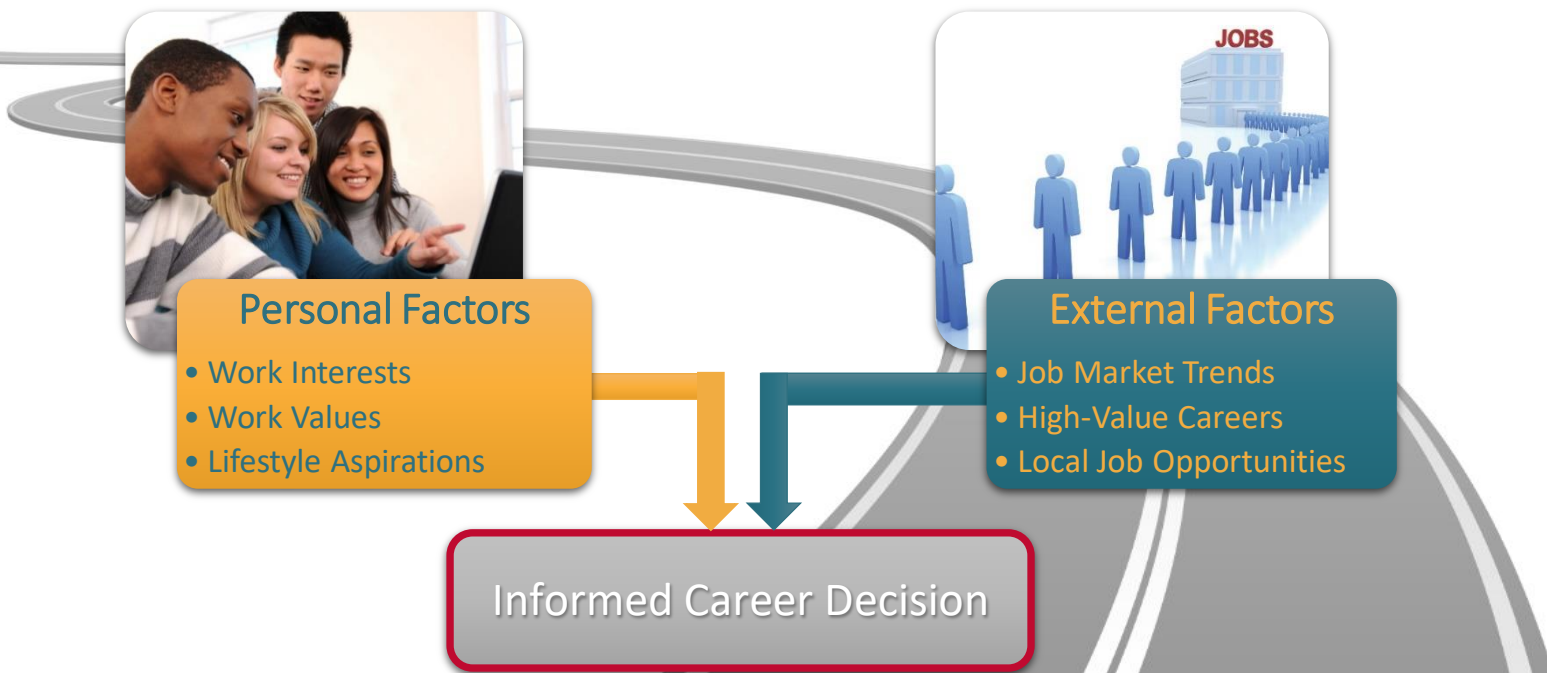 JOBS
Personal Factors
• Work Interests
• Work Values
• Lifestyle Aspirations
External Factors
• Job Market Trends
• High-Value Careers
• Local Job Opportunities
Informed Career Decision